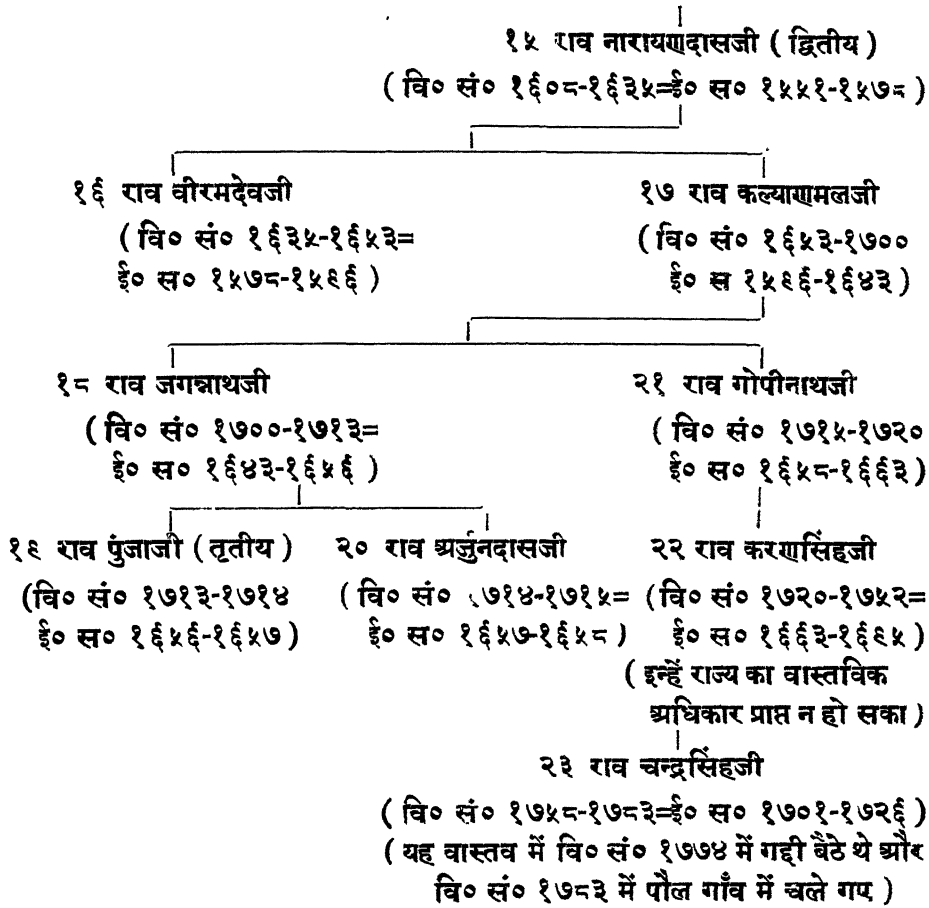 १५ राव नारायणदासजी ( द्वितीय )
( वि० सं० १६०८-१६३५=ई० स० १५५१-१५७८ )
१६ राव वीरमदेवजी
१७ राव कल्याणमलजी
( वि० सं० १६३५-१६५३=
( वि० सं० १६५३-१७००
ई० स० १५७८-१५९६ )
ई० स १५९६-१६४३ )
१८ राव जगन्नाथजी
२१ राव गोपीनाथजी
( वि० सं० १७००-१७१३=
( वि० सं० १७१५-१७२०
ई० स० १६४३-१६५६ )
ई० स० १६५८-१६६३ )
१९ राव पुंजाजी ( तृतीय )
२० राव अर्जुनदासजी
२२ राव करणसिंहजी
(वि० सं० १७१३-१७१४
( वि० सं० १७१४-१७१५=
( वि० सं० १७२०-१७५२=
ई० स० १६५६-१६५७)
ई० स० १६५७-१६५८ )
ई० स० १६६३-१६९५ )
( इन्हें राज्य का वास्तविक
अधिकार प्राप्त न हो सका )
२३ राव चन्द्रसिंहजी
( वि० सं० १७५८-१७८३=ई० स० १७०१-१७२६ )
( यह वास्तव में वि० सं० १७७४ में गद्दी बैठे थे और
वि० सं० १७८३ में पौल गाँव में चले गए )